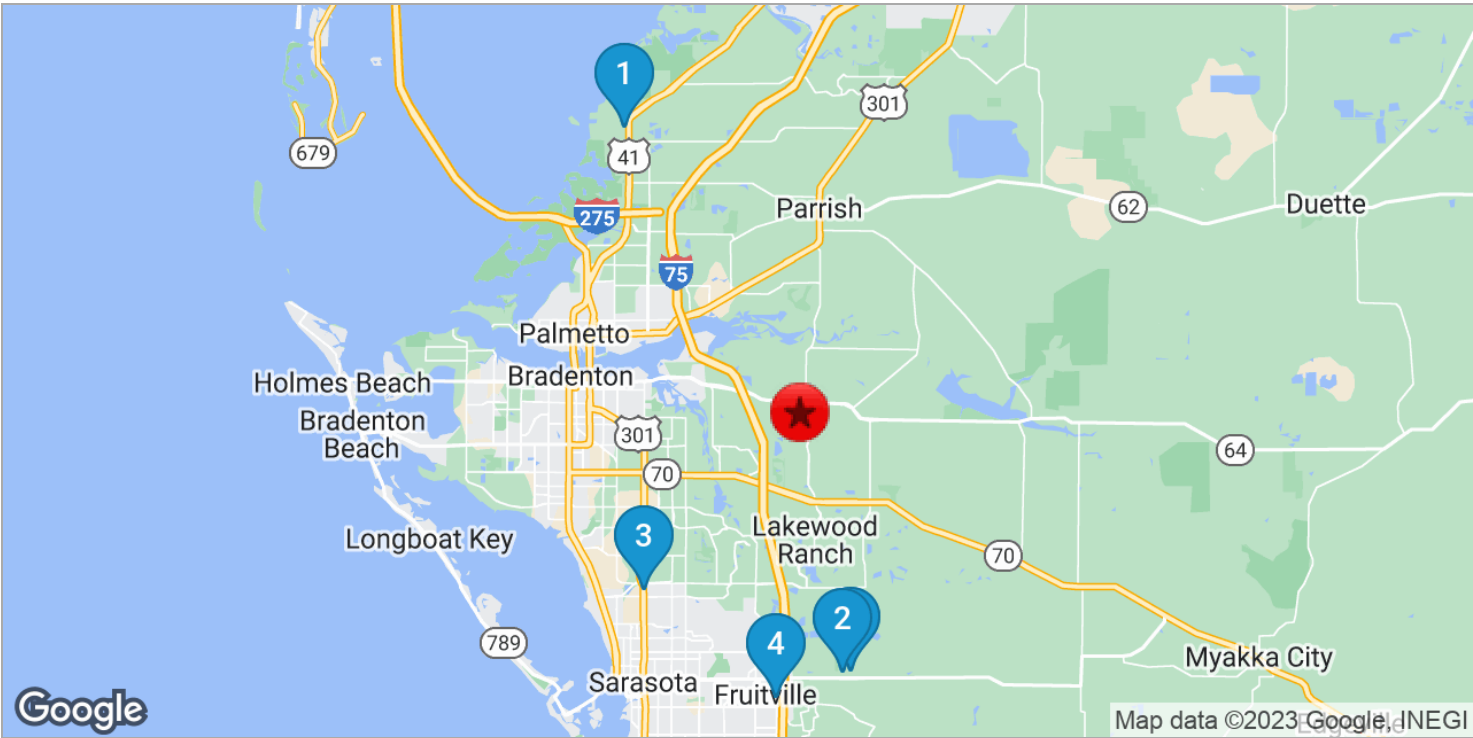 1
301
679
41
Parrish
62
Duette
275
75
Palmetto
Holmes Beach
Bradenton
Bradenton
Beach
301
64
70
Lakewood
Ranch
Longboat Key
3
70
2
789
4
Myakka City
Sarasota
Fruitville
Google
Map data ©2023 Google, INEGI